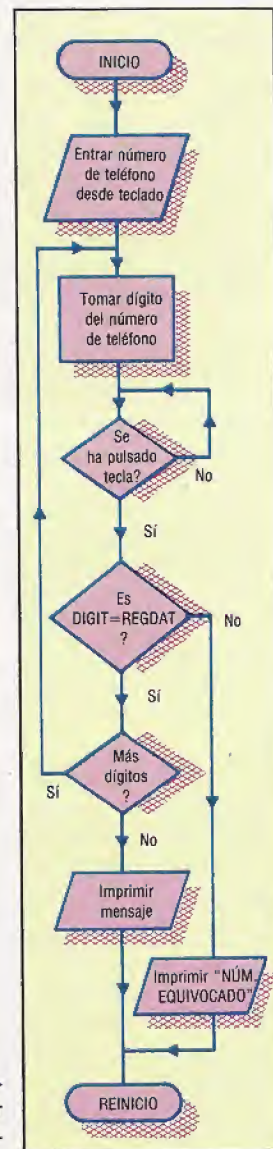 INICIO
Entrar número
de teléfono
desde teclado
Tomar dígito
del número
de teléfono
Se
ha pulsado
tecla?
No
Sí
Es
DIGIT=REGDAT
?
No
Sí
Más
dígitos
?
Sí
No
Imprimir
mensaje
Imprimir "NÚM.
EQUIVOCADO"
REINICIO